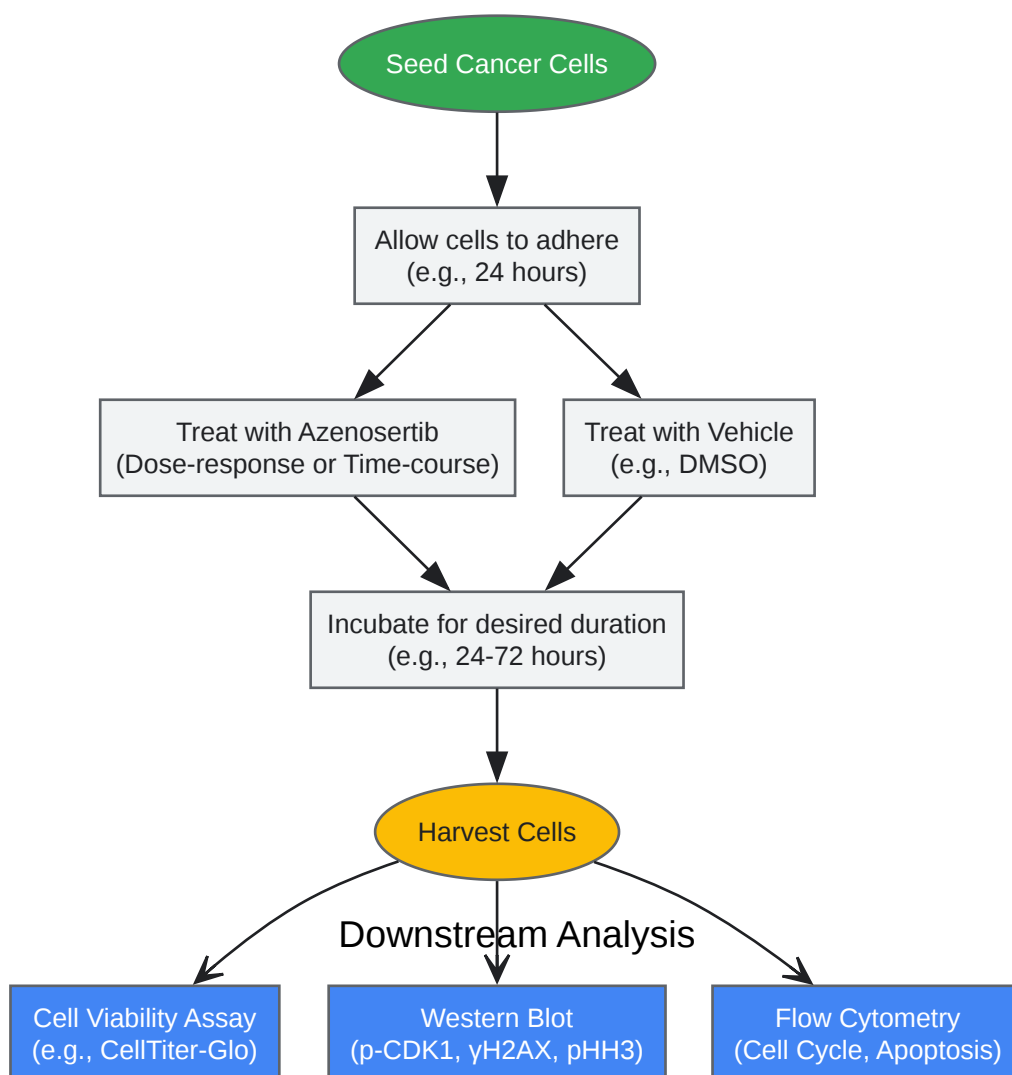 Seed Cancer Cells
Allow cells to adhere
(e.g., 24 hours)
Treat with Azenosertib
(Dose-response or Time-course)
Treat with Vehicle
(e.g., DMSO)
Incubate for desired duration
(e.g., 24-72 hours)
Harvest Cells
Downstream Analysis
Cell Viability Assay
(e.g., CellTiter-Glo)
Western Blot
(p-CDK1, γH2AX, pHH3)
Flow Cytometry
(Cell Cycle, Apoptosis)